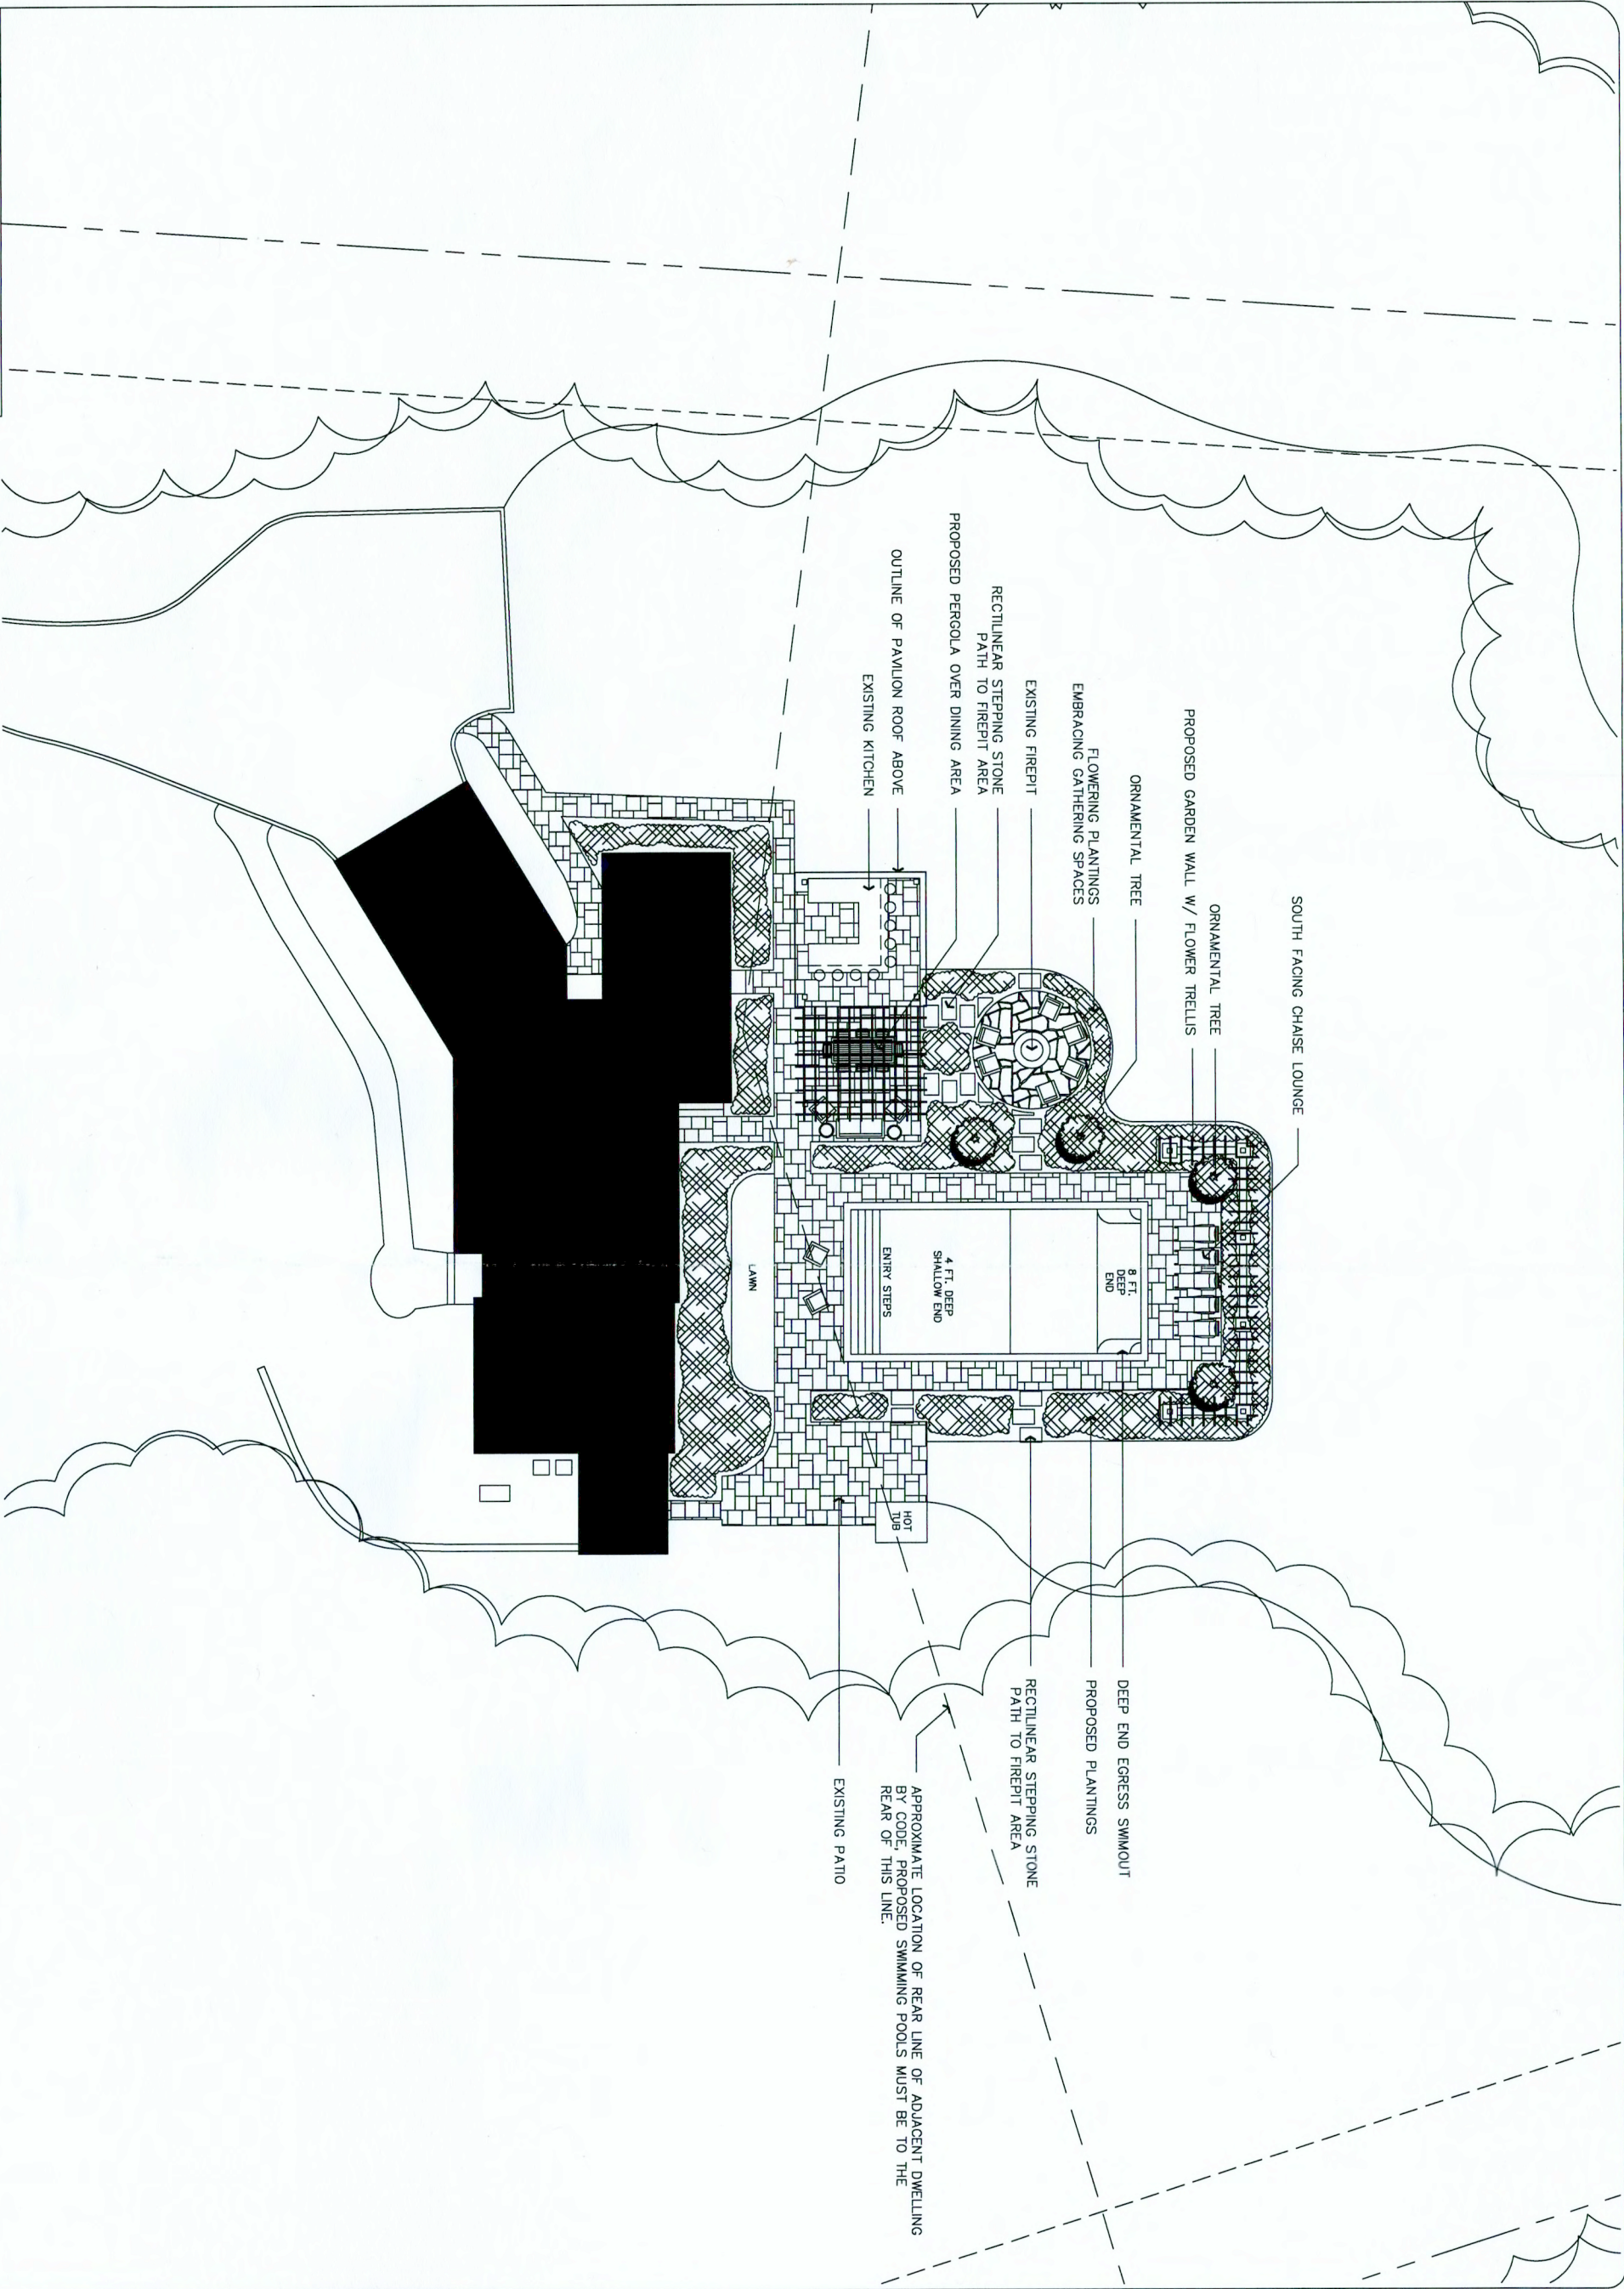 SOUTH FACING CHAISE LOUNGE
ORNAMENTAL TREE
PROPOSED GARDEN WALL W/ FLOWER TRELLIS
ORNAMENTAL TREE
FLOWERING PLANTINGS
EMBRACING GATHERING SPACES
EXISTING FIREPIT
RECTILINEAR STEPPING STONE
PATH TO FIREPIT AREA
PROPOSED PERGOLA OVER DINING AREA
OUTLINE OF PAVILION ROOF ABOVE
EXISTING KITCHEN
8 FT.
DEEP
END
4 FT. DEEP
SHALLOW END
ENTRY STEPS
LAWN
HOT
TUB
DEEP END EGRESS SWIMOUT
PROPOSED PLANTINGS
RECTILINEAR STEPPING STONE
PATH TO FIREPIT AREA
APPROXIMATE LOCATION OF REAR LINE OF ADJACENT DWELLING
BY CODE, PROPOSED SWIMMING POOLS MUST BE TO THE
REAR OF THIS LINE.
EXISTING PATIO